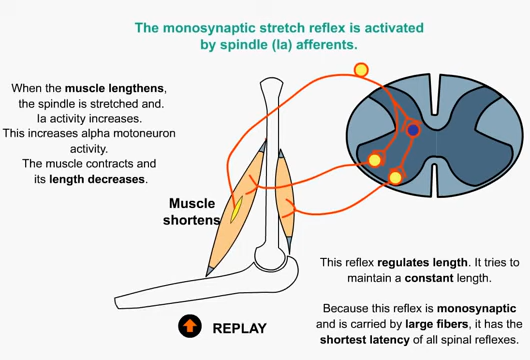 The monosynaptic stretch reflex is activated
by spindle (Ia) afferents.
When the muscle lengthens,
the spindle is stretched and.
Ia activity increases.
This increases alpha motoneuron
activity.
The muscle contracts and
its length decreases.
Muscle
shortens
This reflex regulates length. It tries to
maintain a constant length.
Because this reflex is monosynaptic
and is carried by large fibers, it has the
shortest latency of all spinal reflexes.
REPLAY